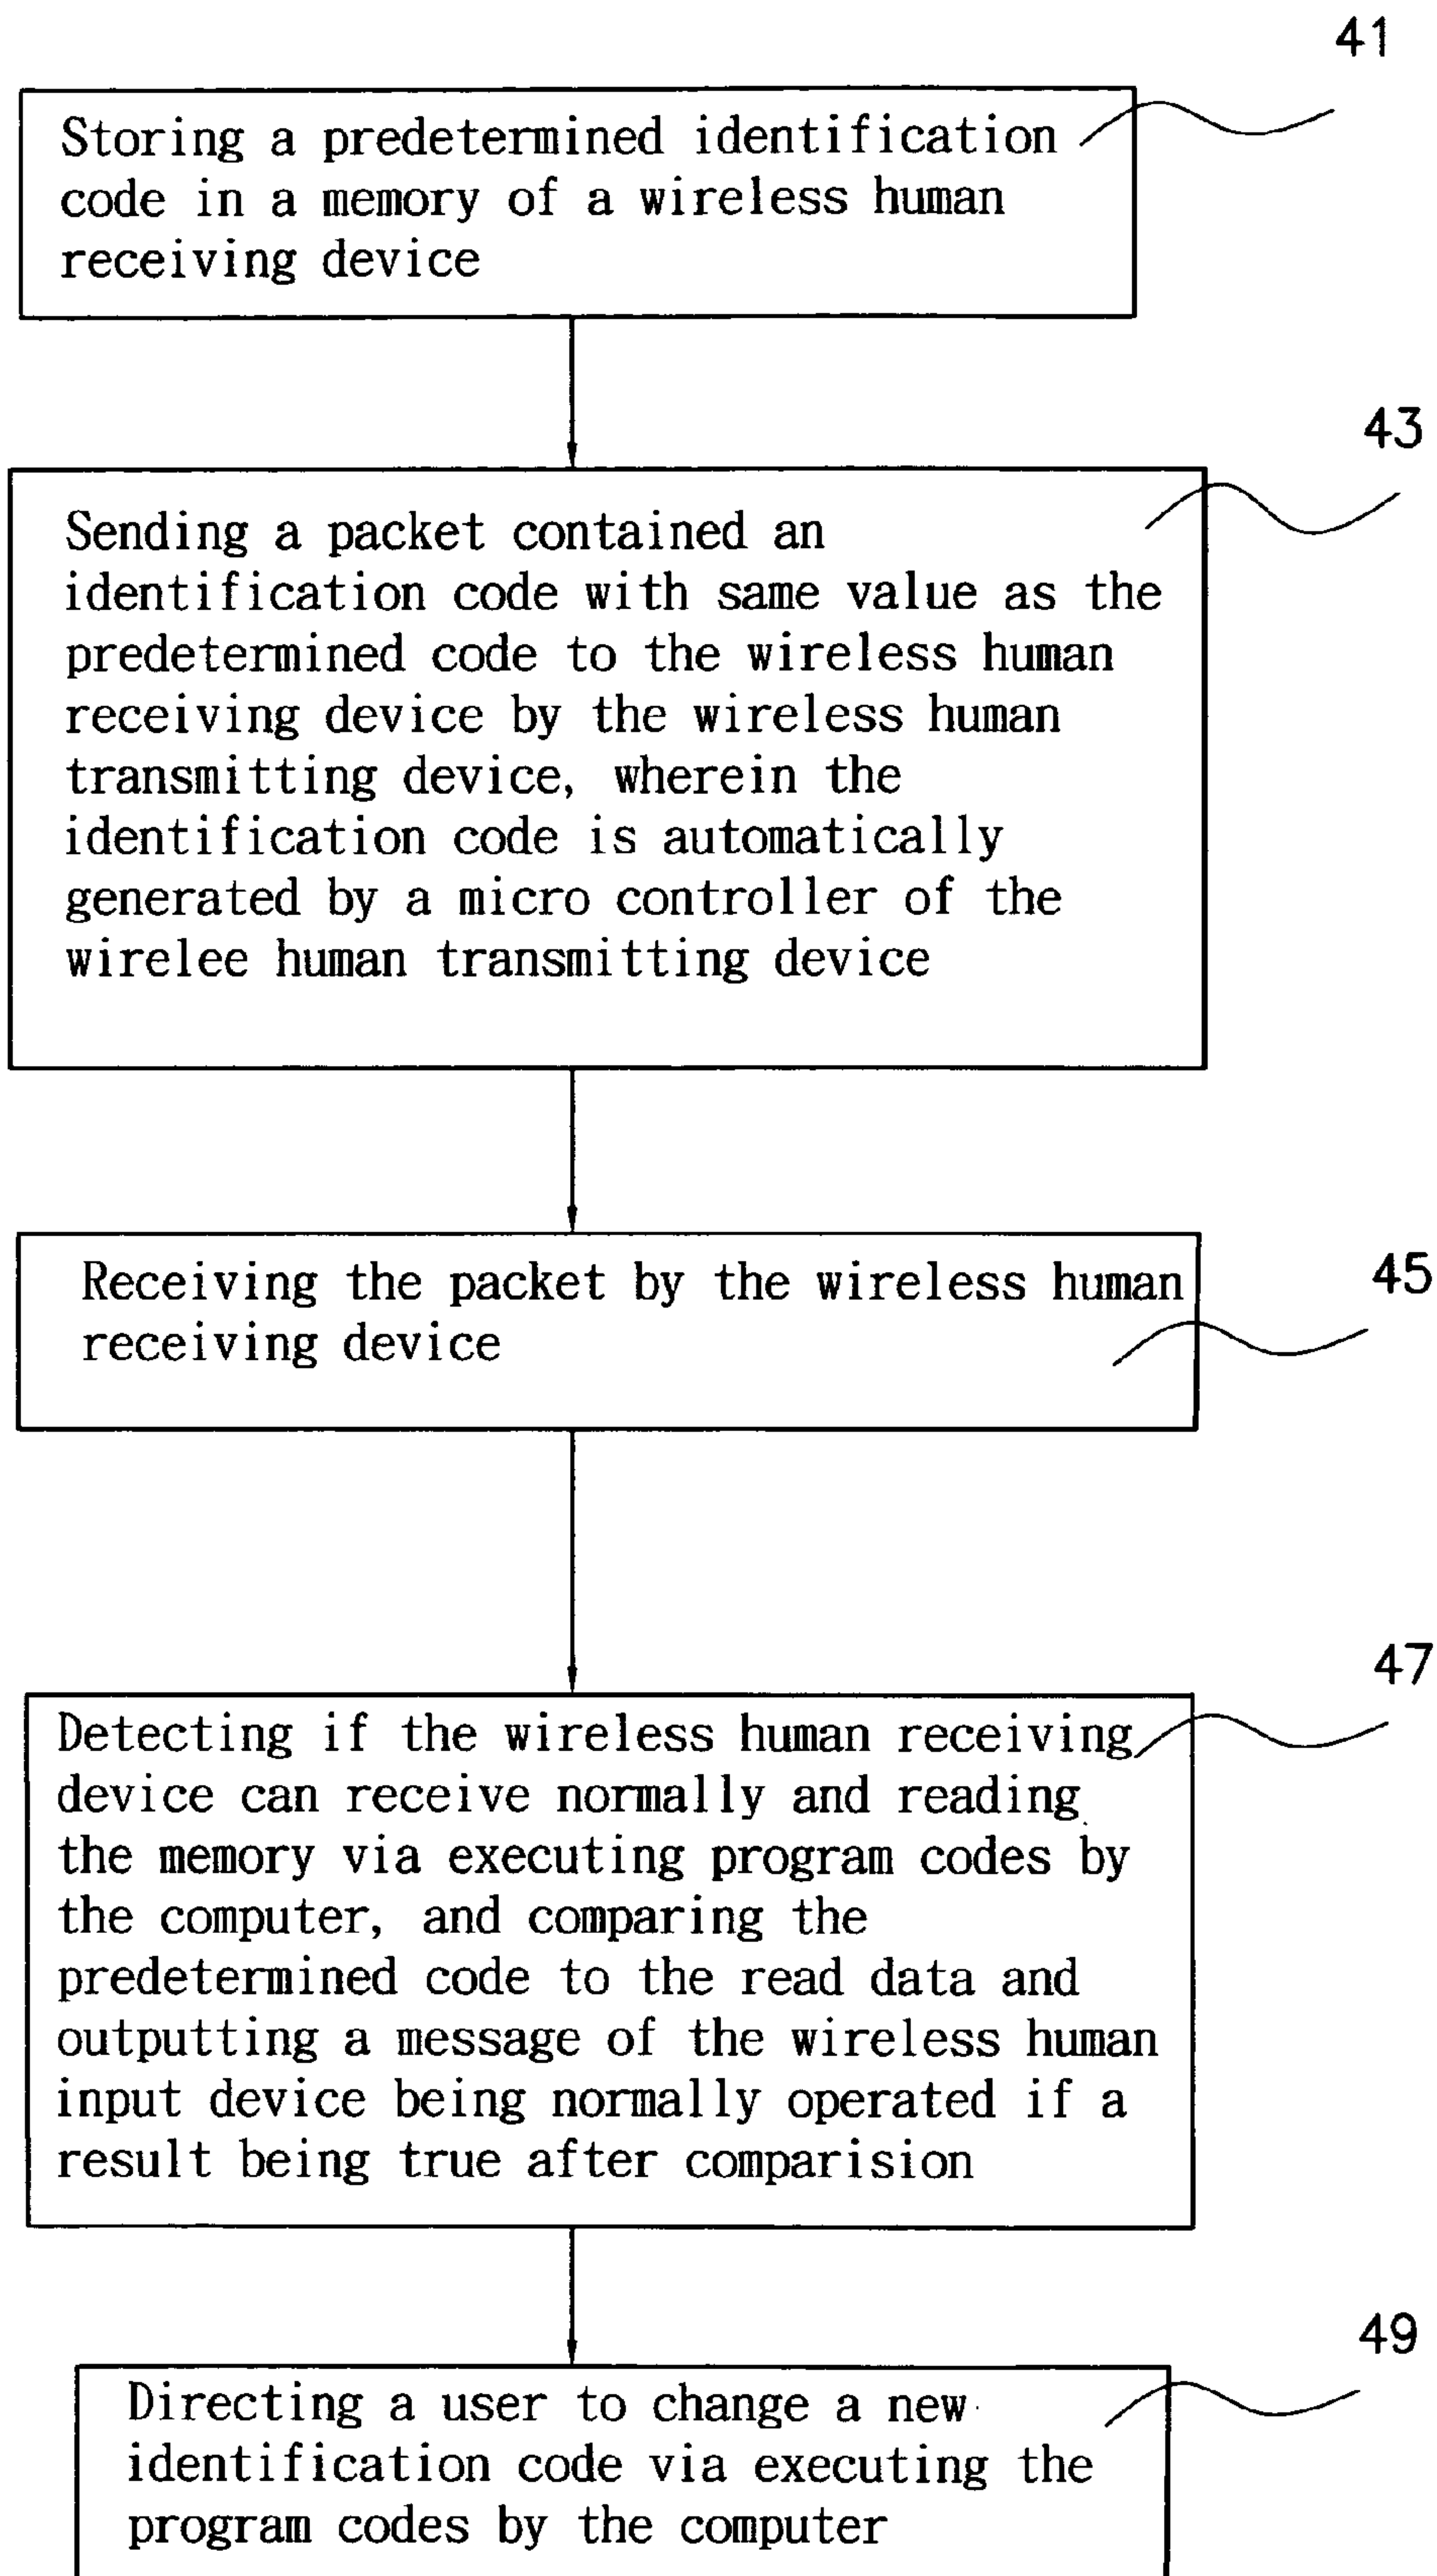 41
Storing a predetermined identification
code in a memory of a wireless human
receiving device
43
Sending a packet contained an
identification code with same value as the
predetermined code to the wireless human
receiving device by the wireless human
transmitting device, wherein the
identification code is automatically
generated by a micro controller of the
wirelee human transmitting device
Receiving the packet by the wireless human
45
receiving device
47
Detecting if the wireless human receiving
device can receive normally and reading
the memory via executing program codes by
the computer, and comparing the
predetermined code to the read data and
outputting a message of the wireless human
input device being normally operated if a
result being true after comparision
49
Directing a user to change a new
identification code via executing the
program codes by the computer